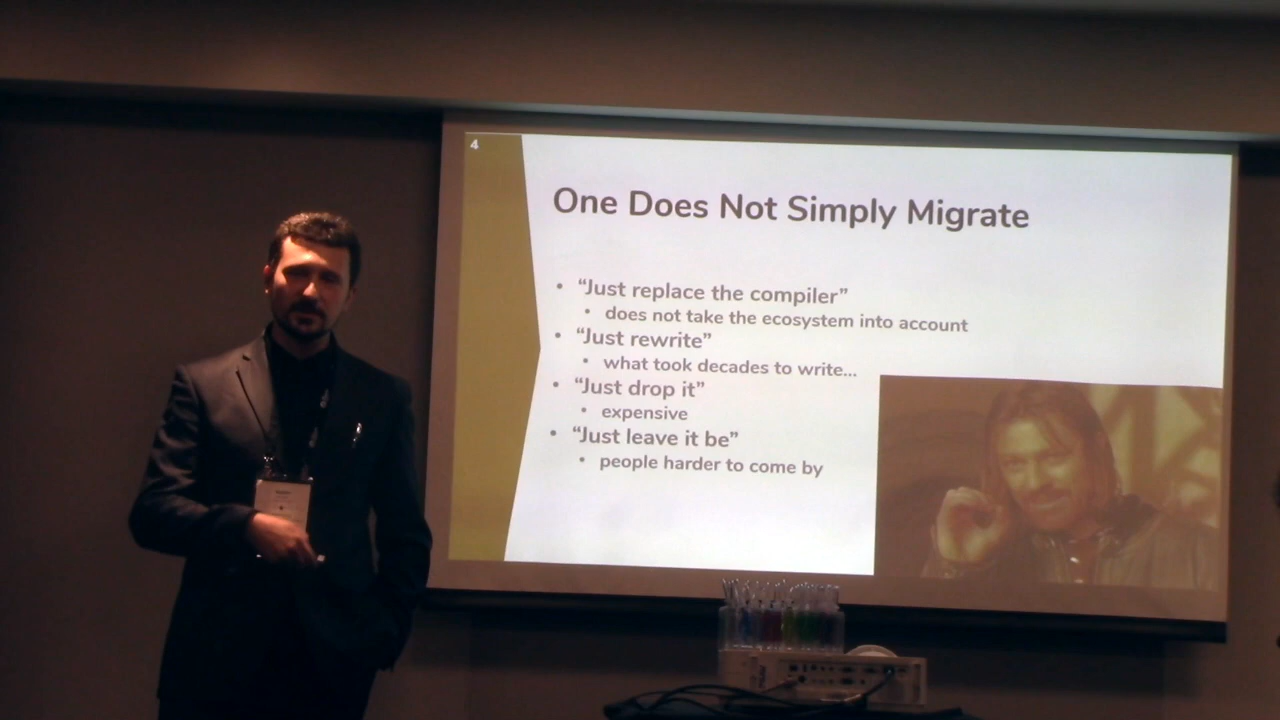 4
One Does Not Simply Migrate
• “Just replace the compiler”
• does not take the ecosystem into account
• “Just rewrite”
• what took decades to write...
• “Just drop it”
• expensive
• “Just leave it be”
• people harder to come by